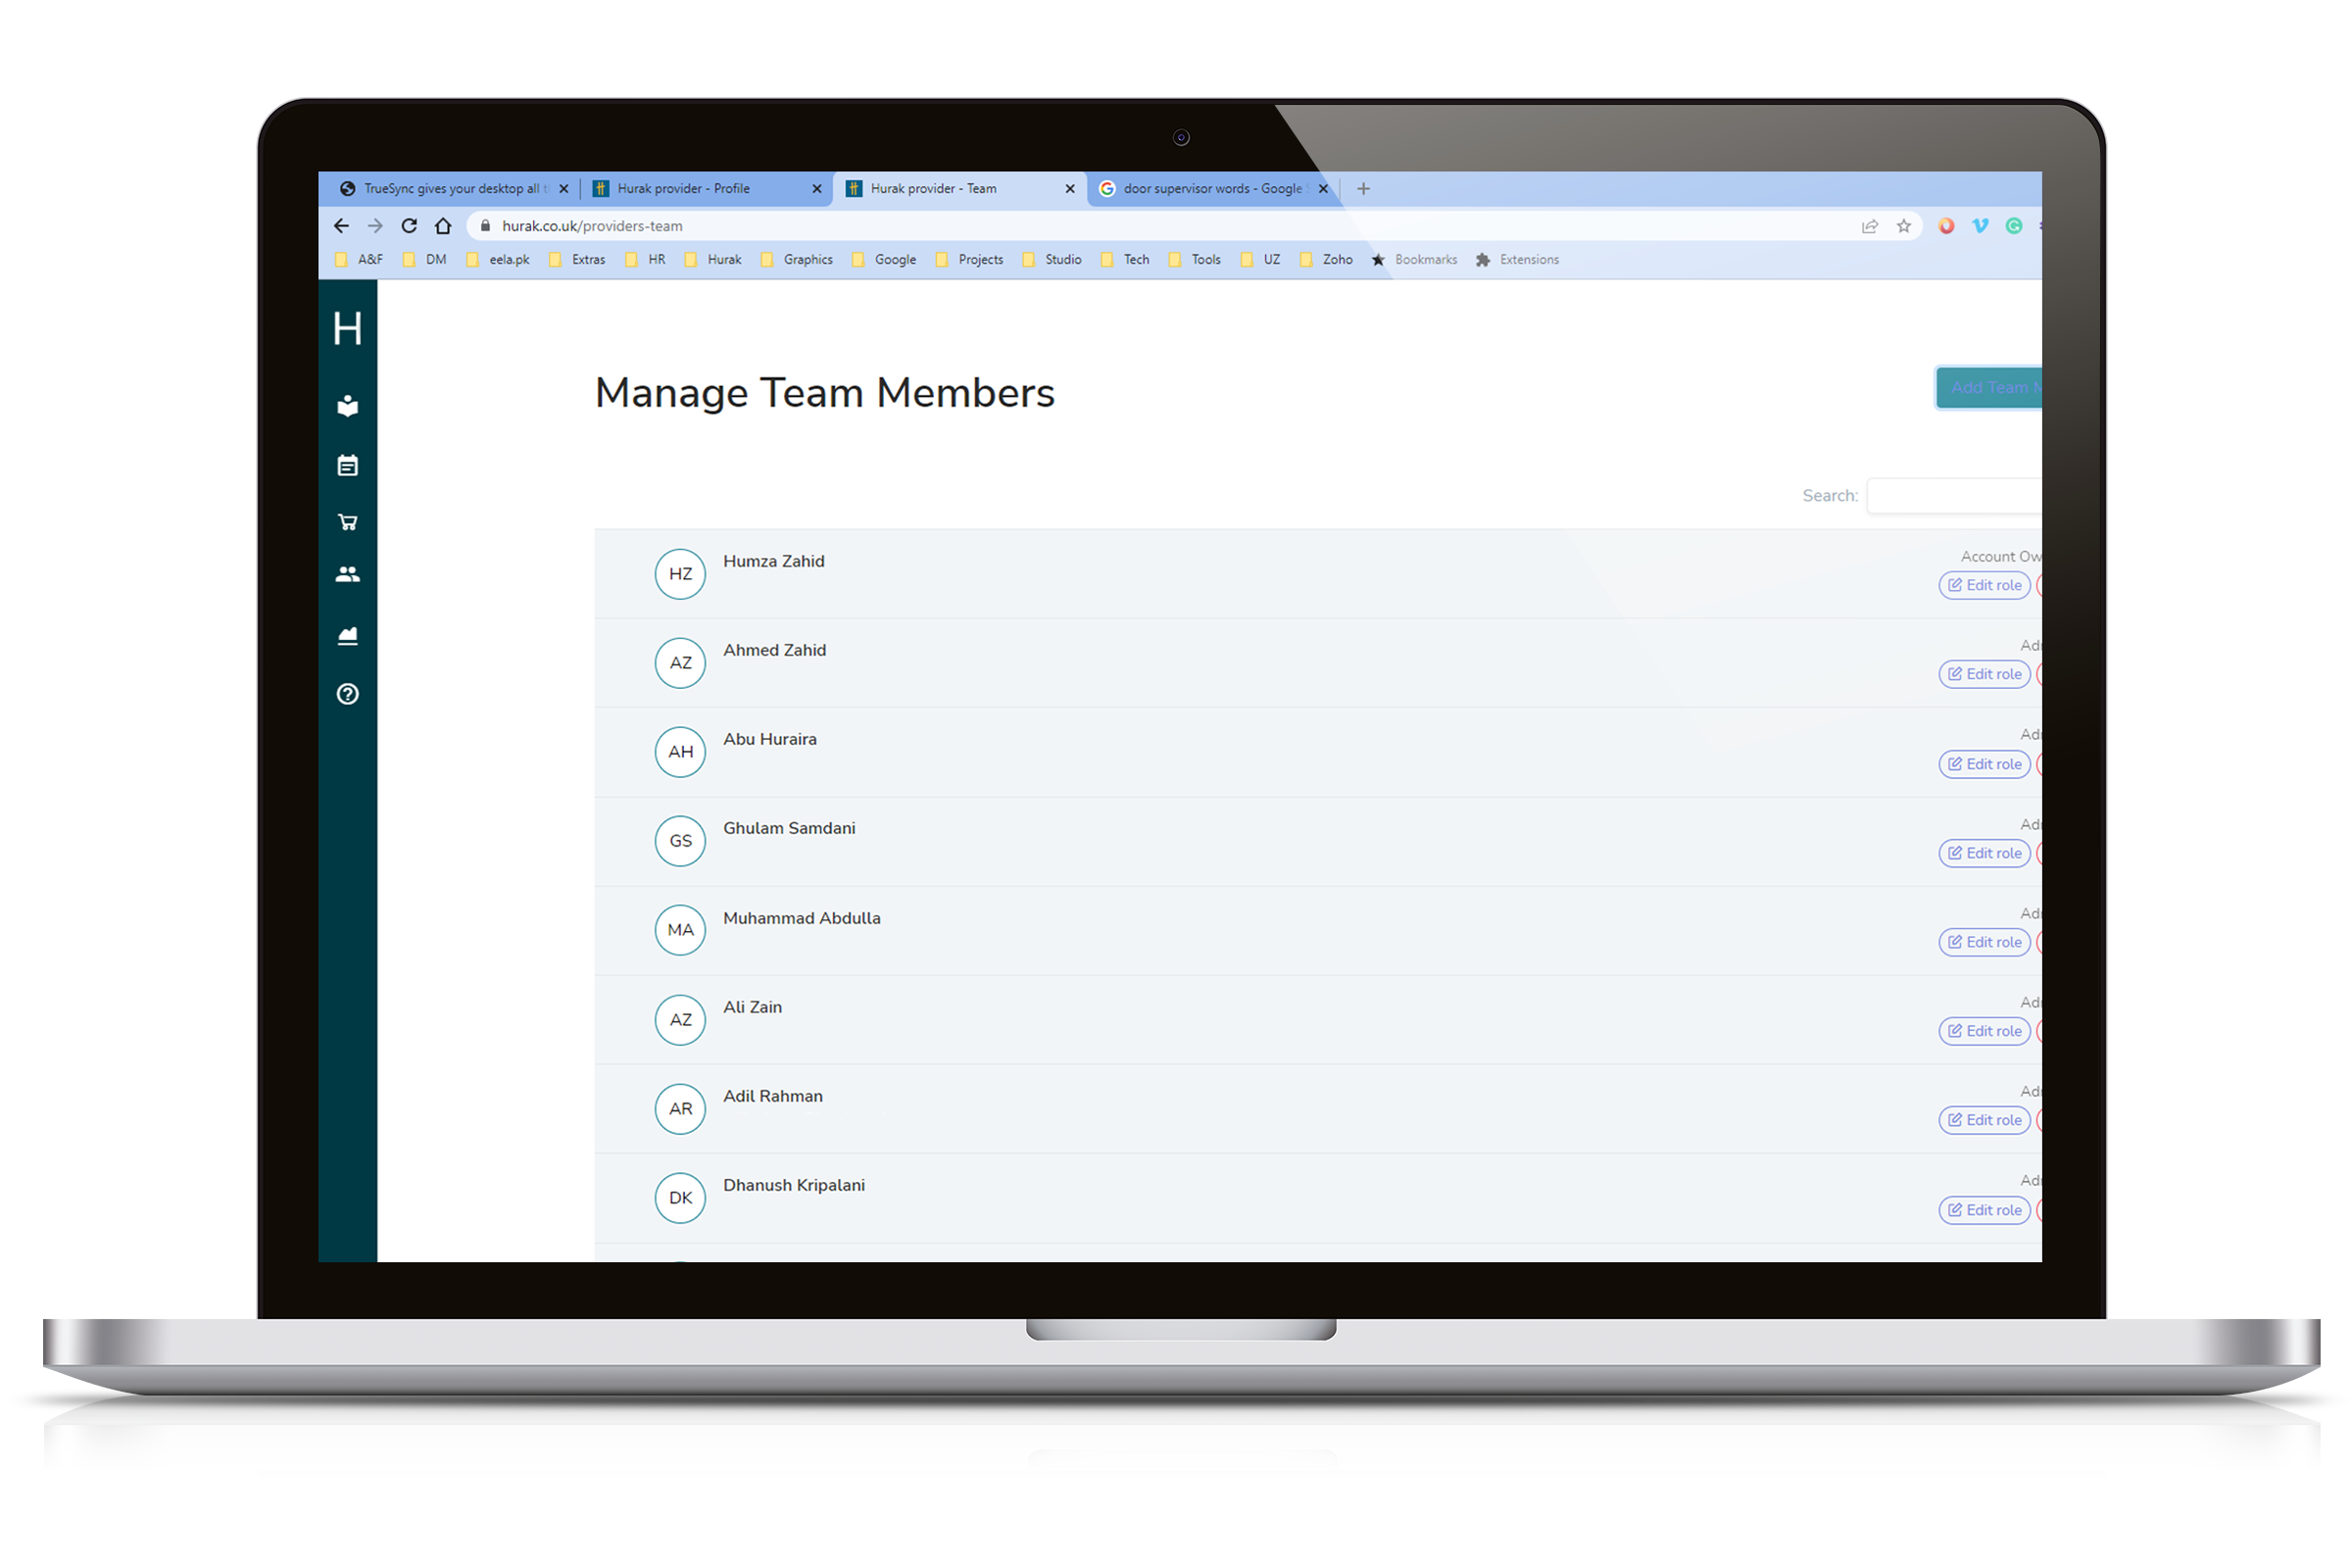 TrueSync gives your desktop all t
Hurak provider - Profile
Hurak provider - Team
door supervisor words - Google
hurak.co.uk/providers-team
A&F DM eela.pk Extras HR Hurak Graphics Google Projects Studio Tech Tools UZ Zoho Bookmarks Extensions
H
Manage Team Members
Add Team M
Search:
HZ Humza Zahid Account Ow
Edit role
AZ Ahmed Zahid Ad
Edit role
AH Abu Huraira Ad
Edit role
GS Ghulam Samdani Ad
Edit role
MA Muhammad Abdulla Ad
Edit role
AZ Ali Zain Ad
Edit role
AR Adil Rahman Ad
Edit role
DK Dhanush Kripalani Ad
Edit role